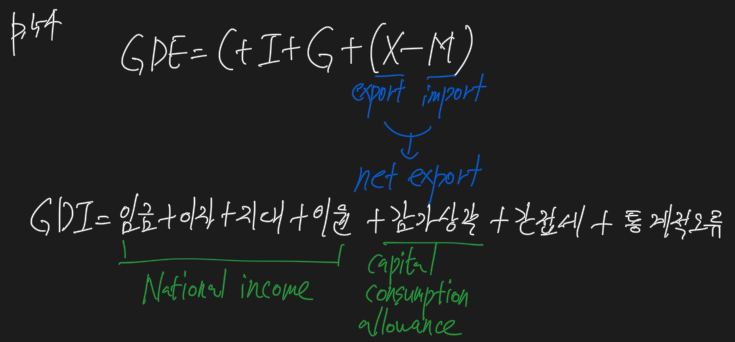 p.54
GDE = C+I+G+(X-M)
export import
net export
GDI = 임금+이자+지대+이윤 +감가상각 +간접세 + 통계적오류
National income
capital
consumption
allowance